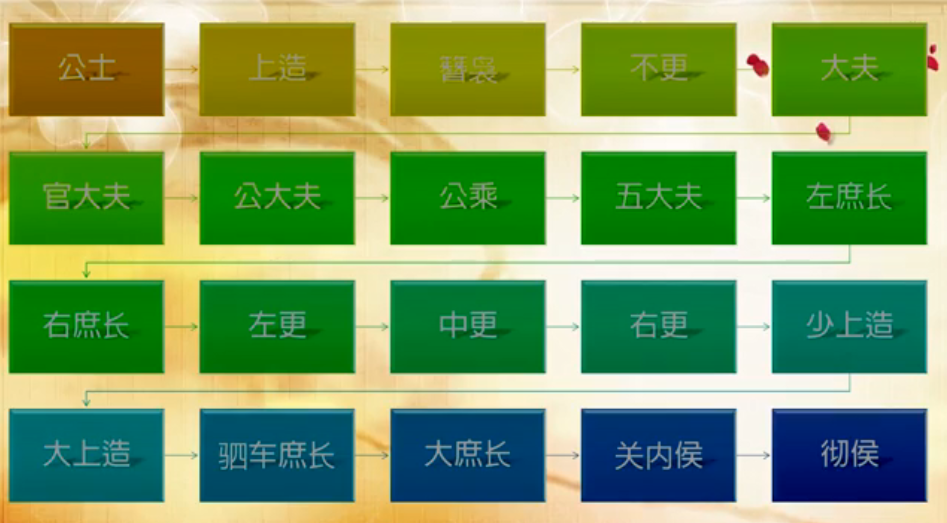 公士 上造 簪袅 不更 大夫
官大夫 公大夫 公乘 五大夫 左庶长
右庶长 左更 中更 右更 少上造
大上造 驷车庶长 大庶长 关内侯 彻侯